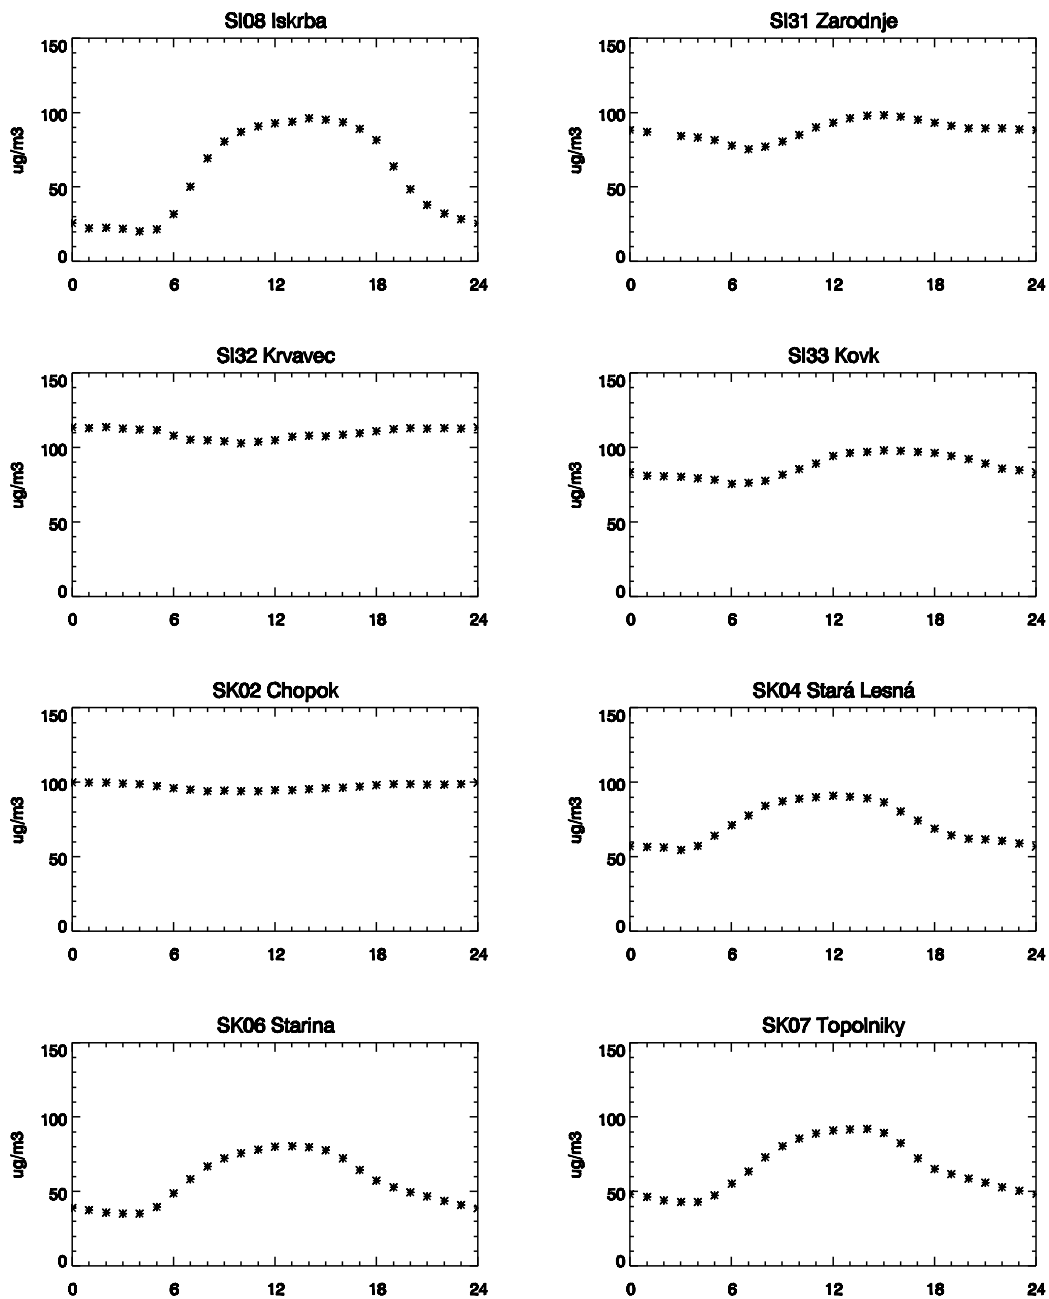 SI08 Iskrba
SI31 Zarodnje
150
100
50
0
ug/m3
0 6 12 18 24
150
100
50
0
ug/m3
0 6 12 18 24
SI32 Krvavec
SI33 Kovk
150
100
50
0
ug/m3
0 6 12 18 24
150
100
50
0
ug/m3
0 6 12 18 24
SK02 Chopok
SK04 Stará Lesná
150
100
50
0
ug/m3
0 6 12 18 24
150
100
50
0
ug/m3
0 6 12 18 24
SK06 Starina
SK07 Topolniky
150
100
50
0
ug/m3
0 6 12 18 24
150
100
50
0
ug/m3
0 6 12 18 24